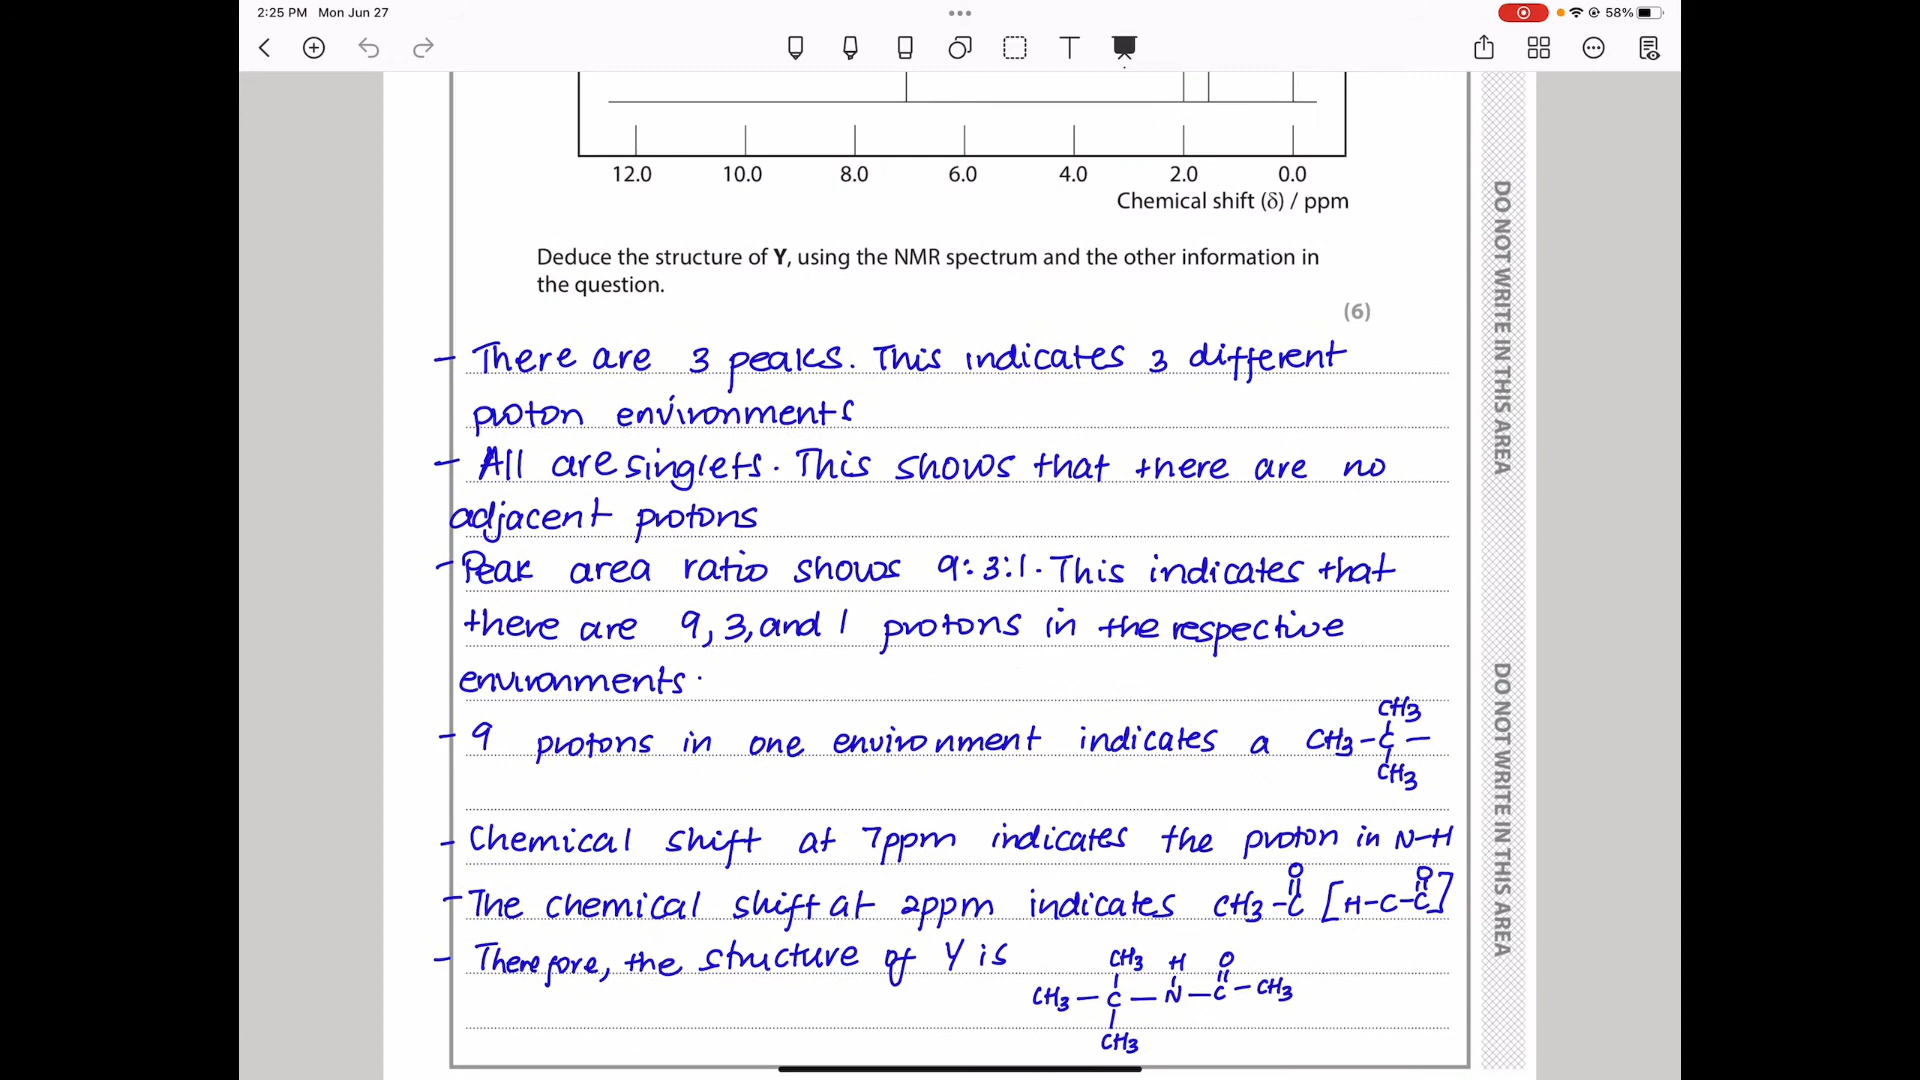 2:25 PM Mon Jun 27
58%
12.0 10.0 8.0 6.0 4.0 2.0 0.0
Chemical shift (δ) / ppm
Deduce the structure of Y, using the NMR spectrum and the other information in
the question.
(6)
- There are 3 peaks. This indicates 3 different
proton environments
- All are singlets. This shows that there are no
adjacent protons
- Peak area ratio shows 9:3:1. This indicates that
there are 9, 3, and 1 protons in the respective
environments.
CH3
- 9 protons in one environment indicates a CH3-C-
CH3
- Chemical shift at 7ppm indicates the proton in N-H
O O
- The chemical shift at 2ppm indicates CH3-C [H-C-C]
- Therefore, the structure of Y is
CH3 H O
CH3-C-N-C-CH3
CH3
DO NOT WRITE IN THIS AREA
DO NOT WRITE IN THIS AREA